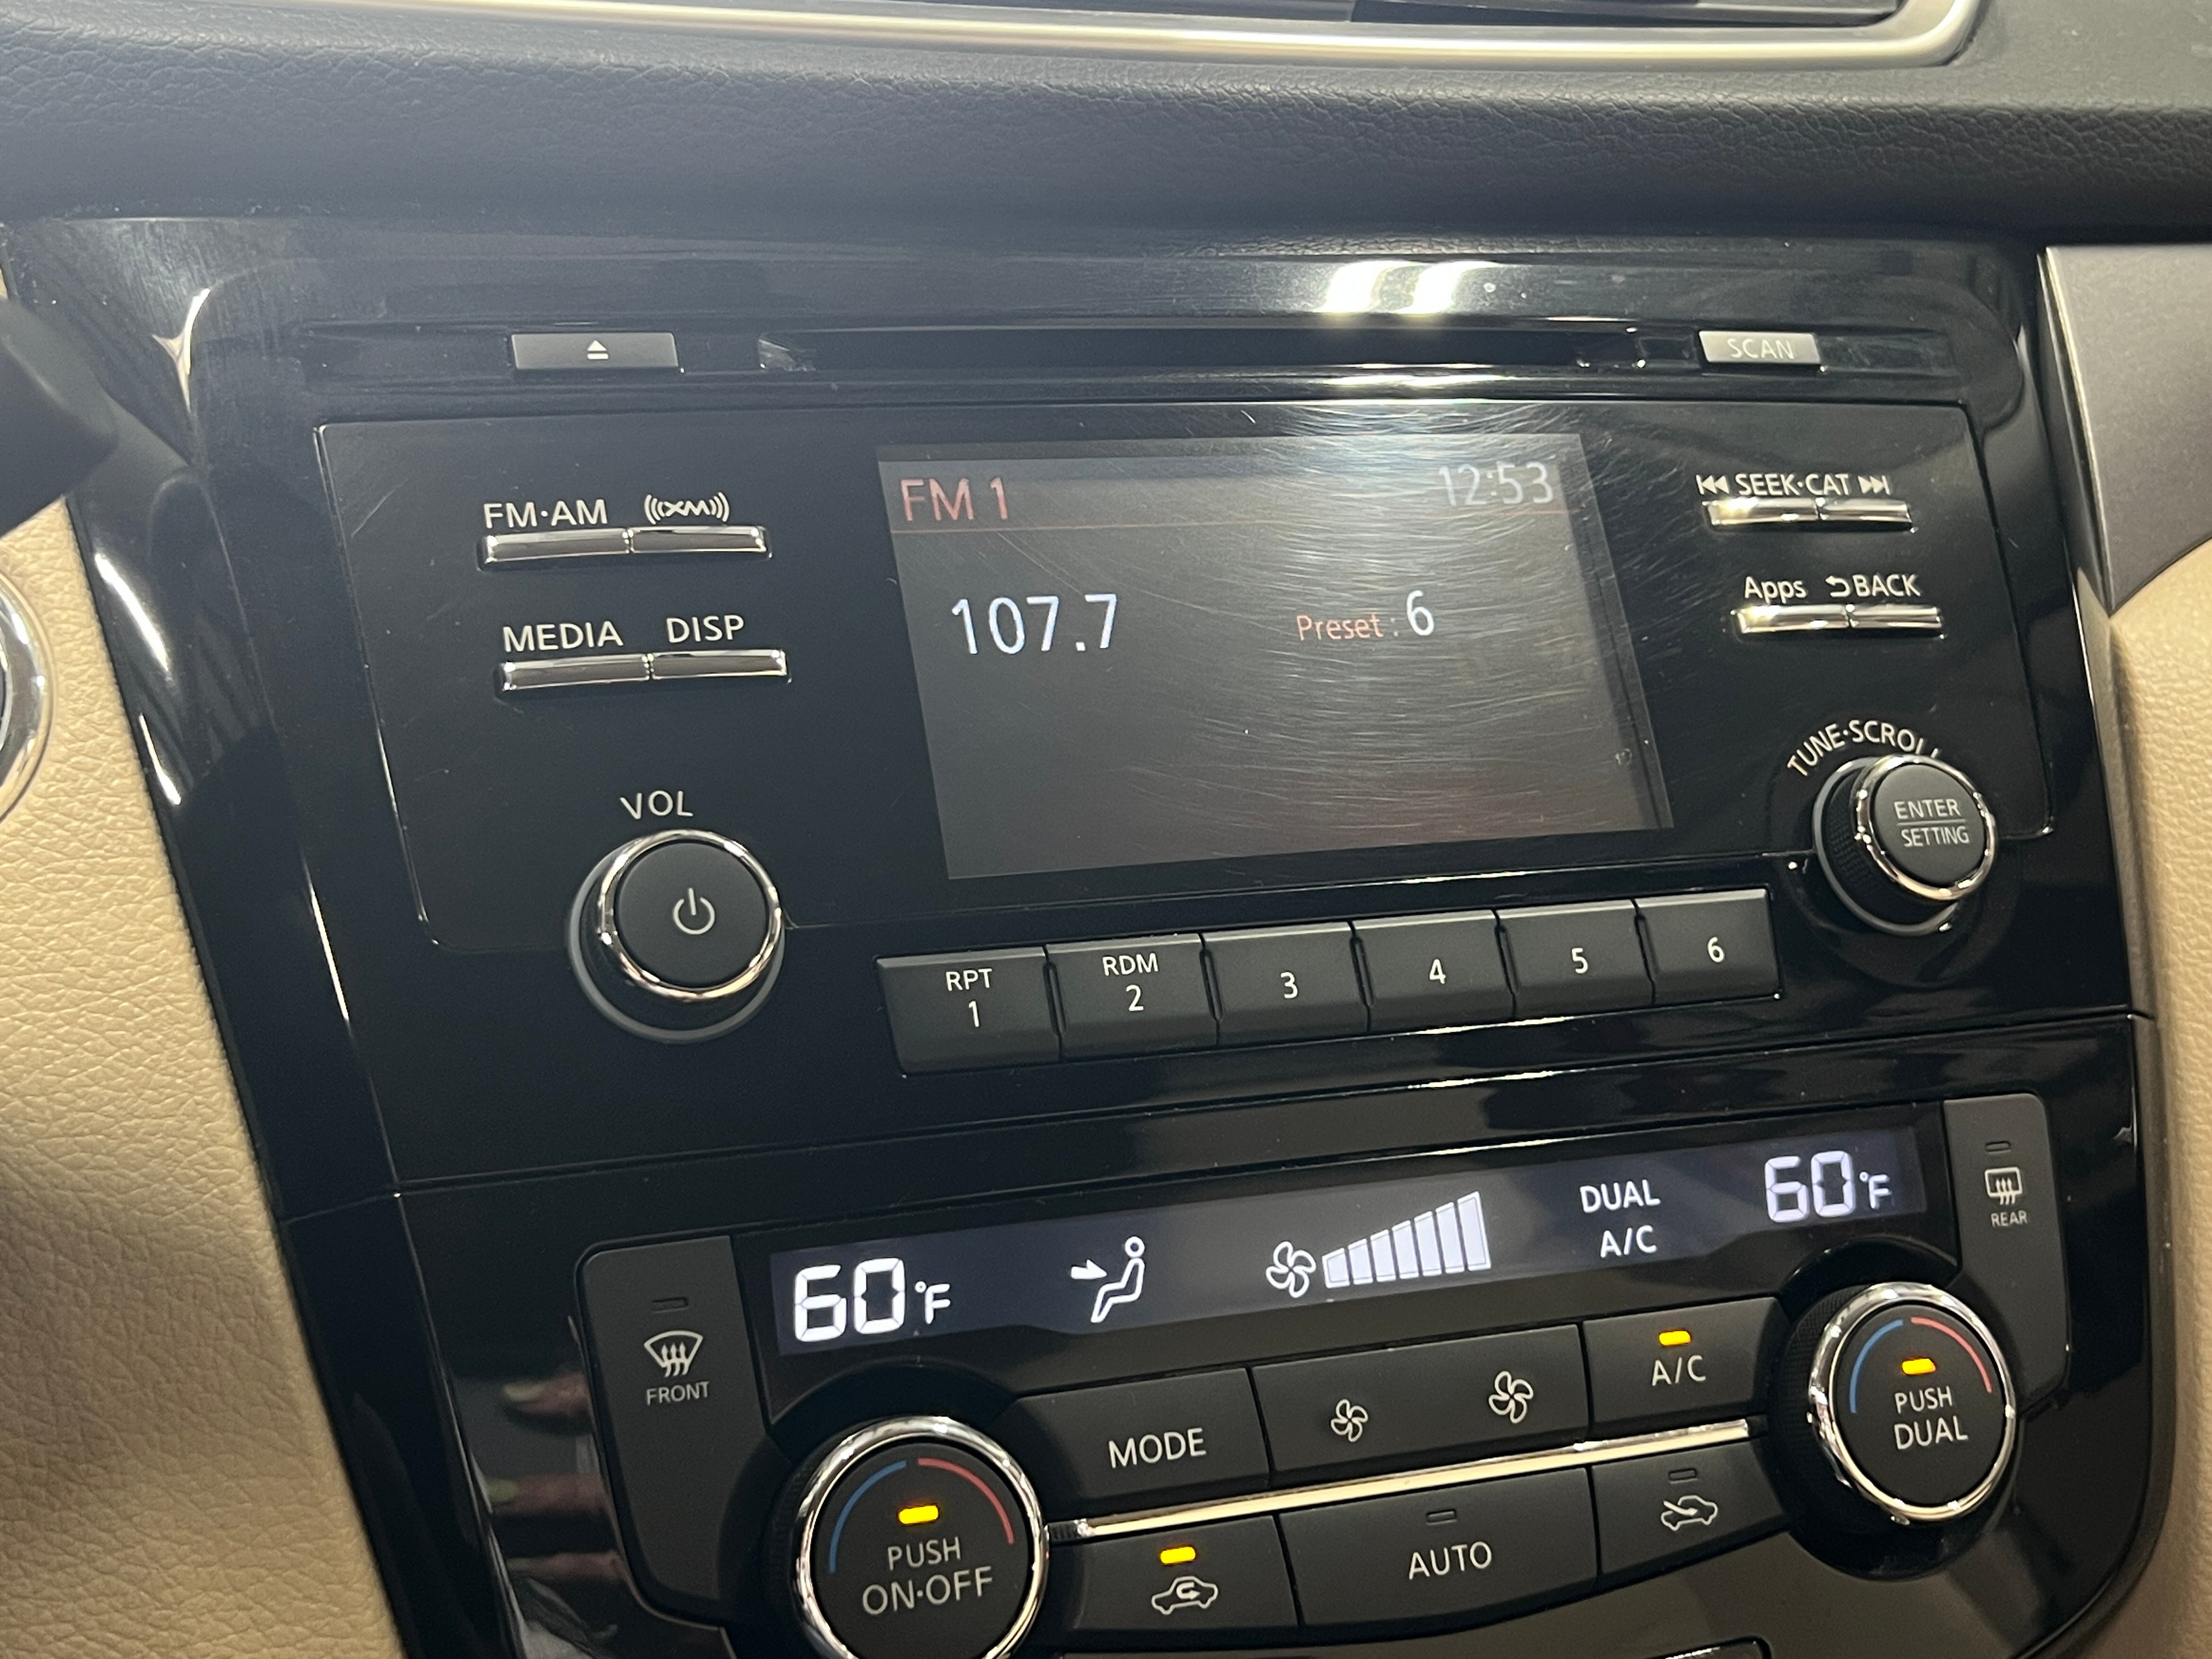 SCAN
FM·AM
XM
FM 1
12:53
SEEK·CAT
MEDIA
DISP
107.7
Preset : 6
Apps
BACK
VOL
TUNE·SCROLL
ENTER
SETTING
RPT
1
RDM
2
3
4
5
6
60°F
DUAL
A/C
60°F
REAR
FRONT
MODE
A/C
PUSH
DUAL
PUSH
ON·OFF
AUTO